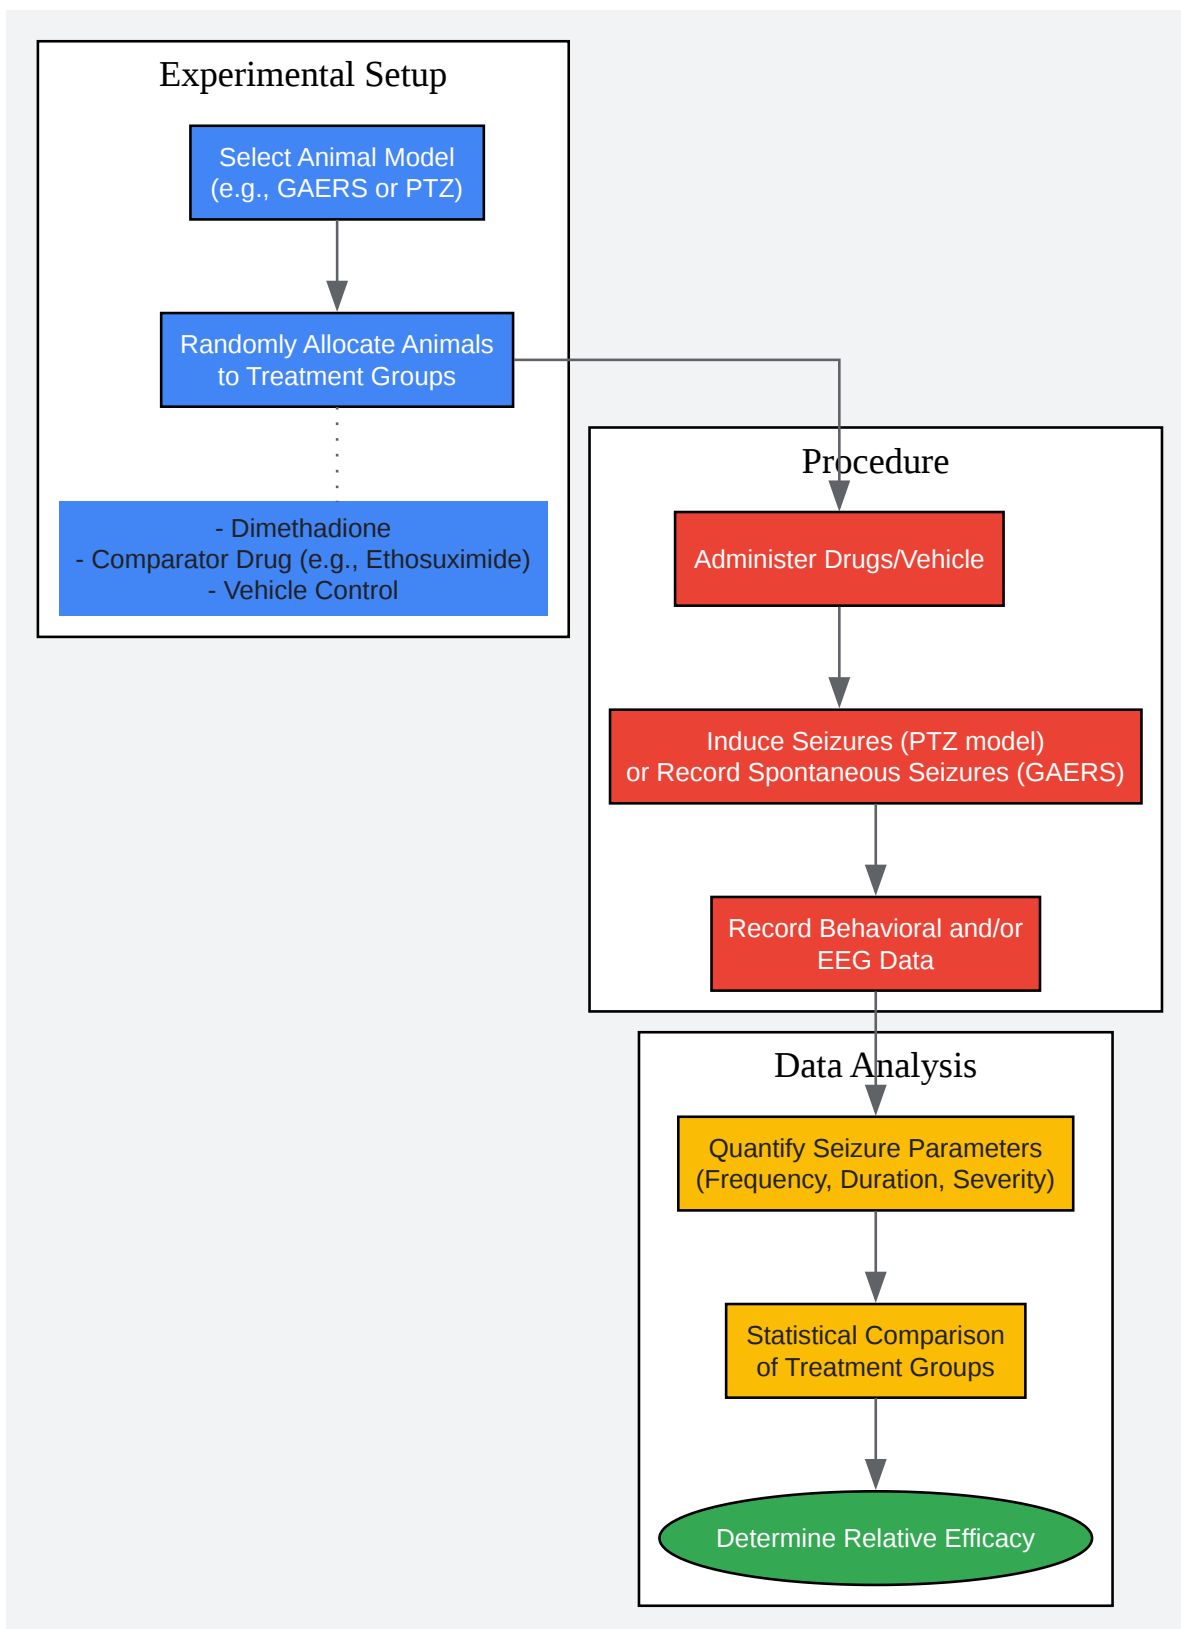 Experimental Setup
Select Animal Model
(e.g., GAERS or PTZ)
Randomly Allocate Animals
to Treatment Groups
- Dimethadione
- Comparator Drug (e.g., Ethosuximide)
- Vehicle Control
Procedure
Administer Drugs/Vehicle
Induce Seizures (PTZ model)
or Record Spontaneous Seizures (GAERS)
Record Behavioral and/or
EEG Data
Data Analysis
Quantify Seizure Parameters
(Frequency, Duration, Severity)
Statistical Comparison
of Treatment Groups
Determine Relative Efficacy